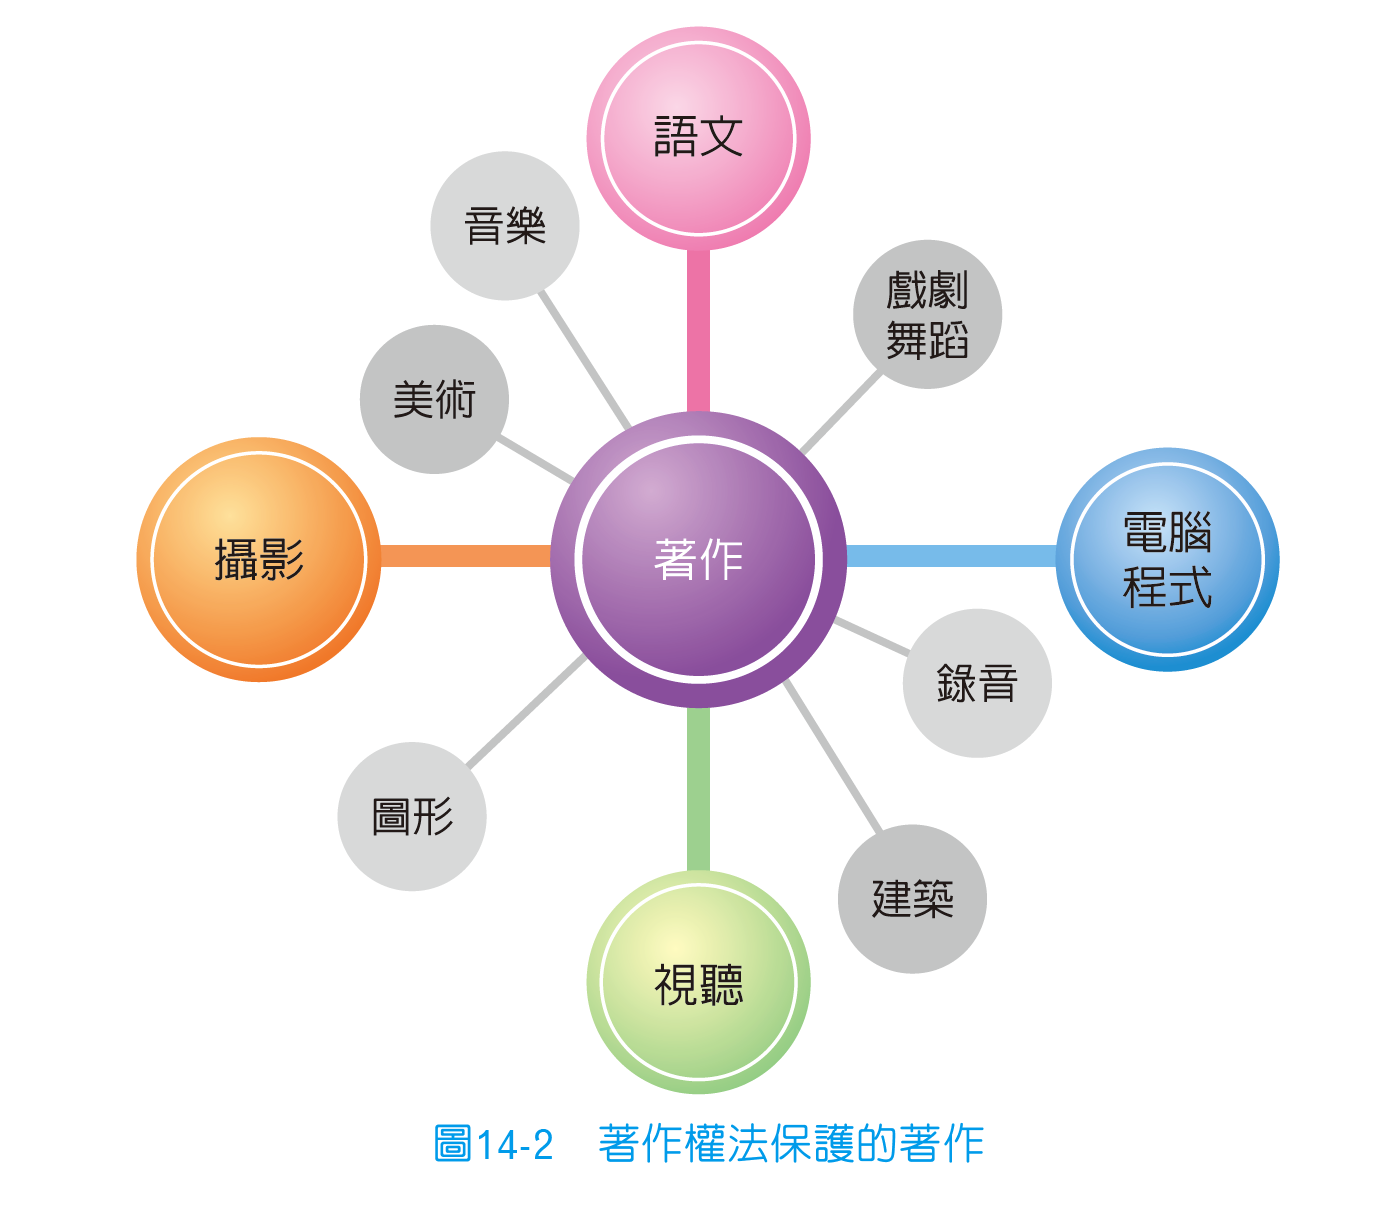 語文
音樂
戲劇
舞蹈
美術
攝影
著作
電腦
程式
錄音
圖形
建築
視聽
圖14-2 著作權法保護的著作